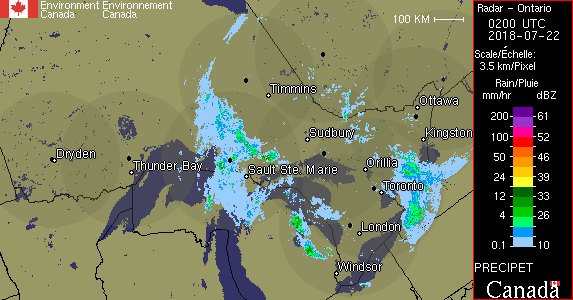 Environment Environnement
Canada Canada
100 KM
Timmins
Ottawa
Sudbury
Kingston
Dryden
Thunder Bay
Sault Ste. Marie
Orillia
Toronto
London
Windsor
Radar - Ontario
0200 UTC
2018-07-22
Scale/Échelle:
3.5 km/Pixel
Rain/Pluie
mm/hr dBZ
200 61
100 52
50 46
24 39
12 33
4 26
0.1 10
PRECIPET
Canada